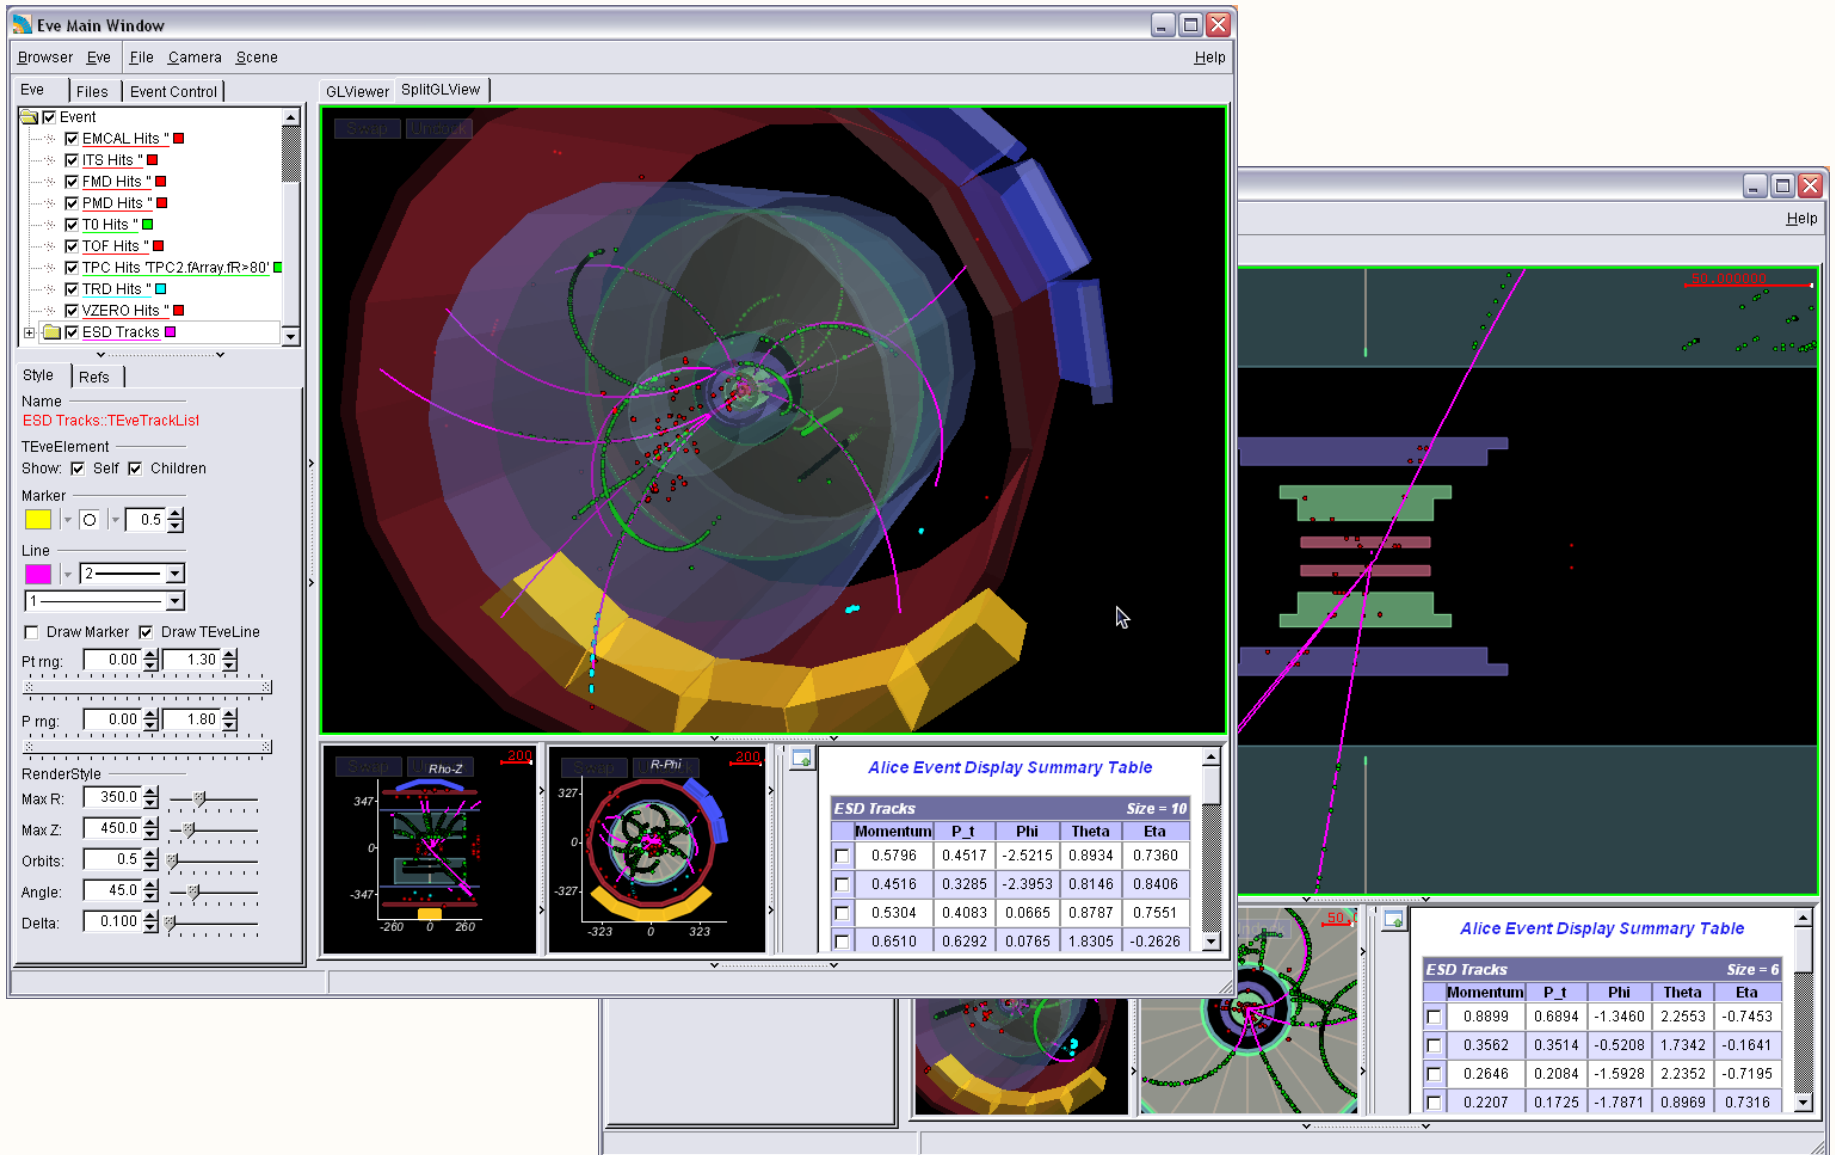 Eve Main Window
Browser Eve File Camera Scene Help
Eve Files Event Control
GLViewer SplitGLView
Event
EMCAL Hits "
ITS Hits "
FMD Hits "
PMD Hits "
T0 Hits "
TOF Hits "
TPC Hits 'TPC2.fArray.fR>80'
TRD Hits "
VZERO Hits "
ESD Tracks
Style Refs
Name
ESD Tracks::TEveTrackList
TEveElement
Show: Self Children
Marker
0.5
Line
2
1
Draw Marker Draw TEveLine
Pt rng: 0.00 1.30
P rng: 0.00 1.80
RenderStyle
Max R: 350.0
Max Z: 450.0
Orbits: 0.5
Angle: 45.0
Delta: 0.100
Swap Undock
Swap
Rho-Z
200
347
0
-347
-260 0 260
Swap
R-Phi
200
327
0
-327
-323 0 323
Alice Event Display Summary Table
ESD Tracks Size = 10
Momentum P_t Phi Theta Eta
0.5796 0.4517 -2.5215 0.8934 0.7360
0.4516 0.3285 -2.3953 0.8146 0.8406
0.5304 0.4083 0.0665 0.8787 0.7551
0.6510 0.6292 0.0765 1.8305 -0.2626
Help
50.000000
Alice Event Display Summary Table
ESD Tracks Size = 6
Momentum P_t Phi Theta Eta
0.8899 0.6894 -1.3460 2.2553 -0.7453
0.3562 0.3514 -0.5208 1.7342 -0.1641
0.2646 0.2084 -1.5928 2.2352 -0.7195
0.2207 0.1725 -1.7871 0.8969 0.7316